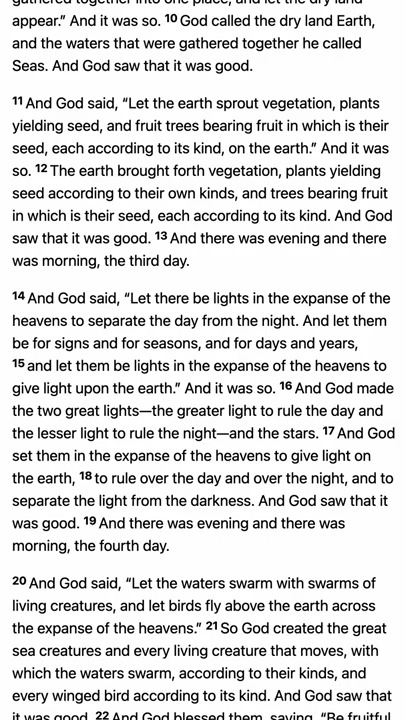 gathered together into one place, and let the dry land
appear.” And it was so. 10 God called the dry land Earth,
and the waters that were gathered together he called
Seas. And God saw that it was good.
11 And God said, “Let the earth sprout vegetation, plants
yielding seed, and fruit trees bearing fruit in which is their
seed, each according to its kind, on the earth.” And it was
so. 12 The earth brought forth vegetation, plants yielding
seed according to their own kinds, and trees bearing fruit
in which is their seed, each according to its kind. And God
saw that it was good. 13 And there was evening and there
was morning, the third day.
14 And God said, “Let there be lights in the expanse of the
heavens to separate the day from the night. And let them
be for signs and for seasons, and for days and years,
15 and let them be lights in the expanse of the heavens to
give light upon the earth.” And it was so. 16 And God made
the two great lights—the greater light to rule the day and
the lesser light to rule the night—and the stars. 17 And God
set them in the expanse of the heavens to give light on
the earth, 18 to rule over the day and over the night, and to
separate the light from the darkness. And God saw that it
was good. 19 And there was evening and there was
morning, the fourth day.
20 And God said, “Let the waters swarm with swarms of
living creatures, and let birds fly above the earth across
the expanse of the heavens.” 21 So God created the great
sea creatures and every living creature that moves, with
which the waters swarm, according to their kinds, and
every winged bird according to its kind. And God saw that
it was good. 22 And God blessed them, saying, “Be fruitful